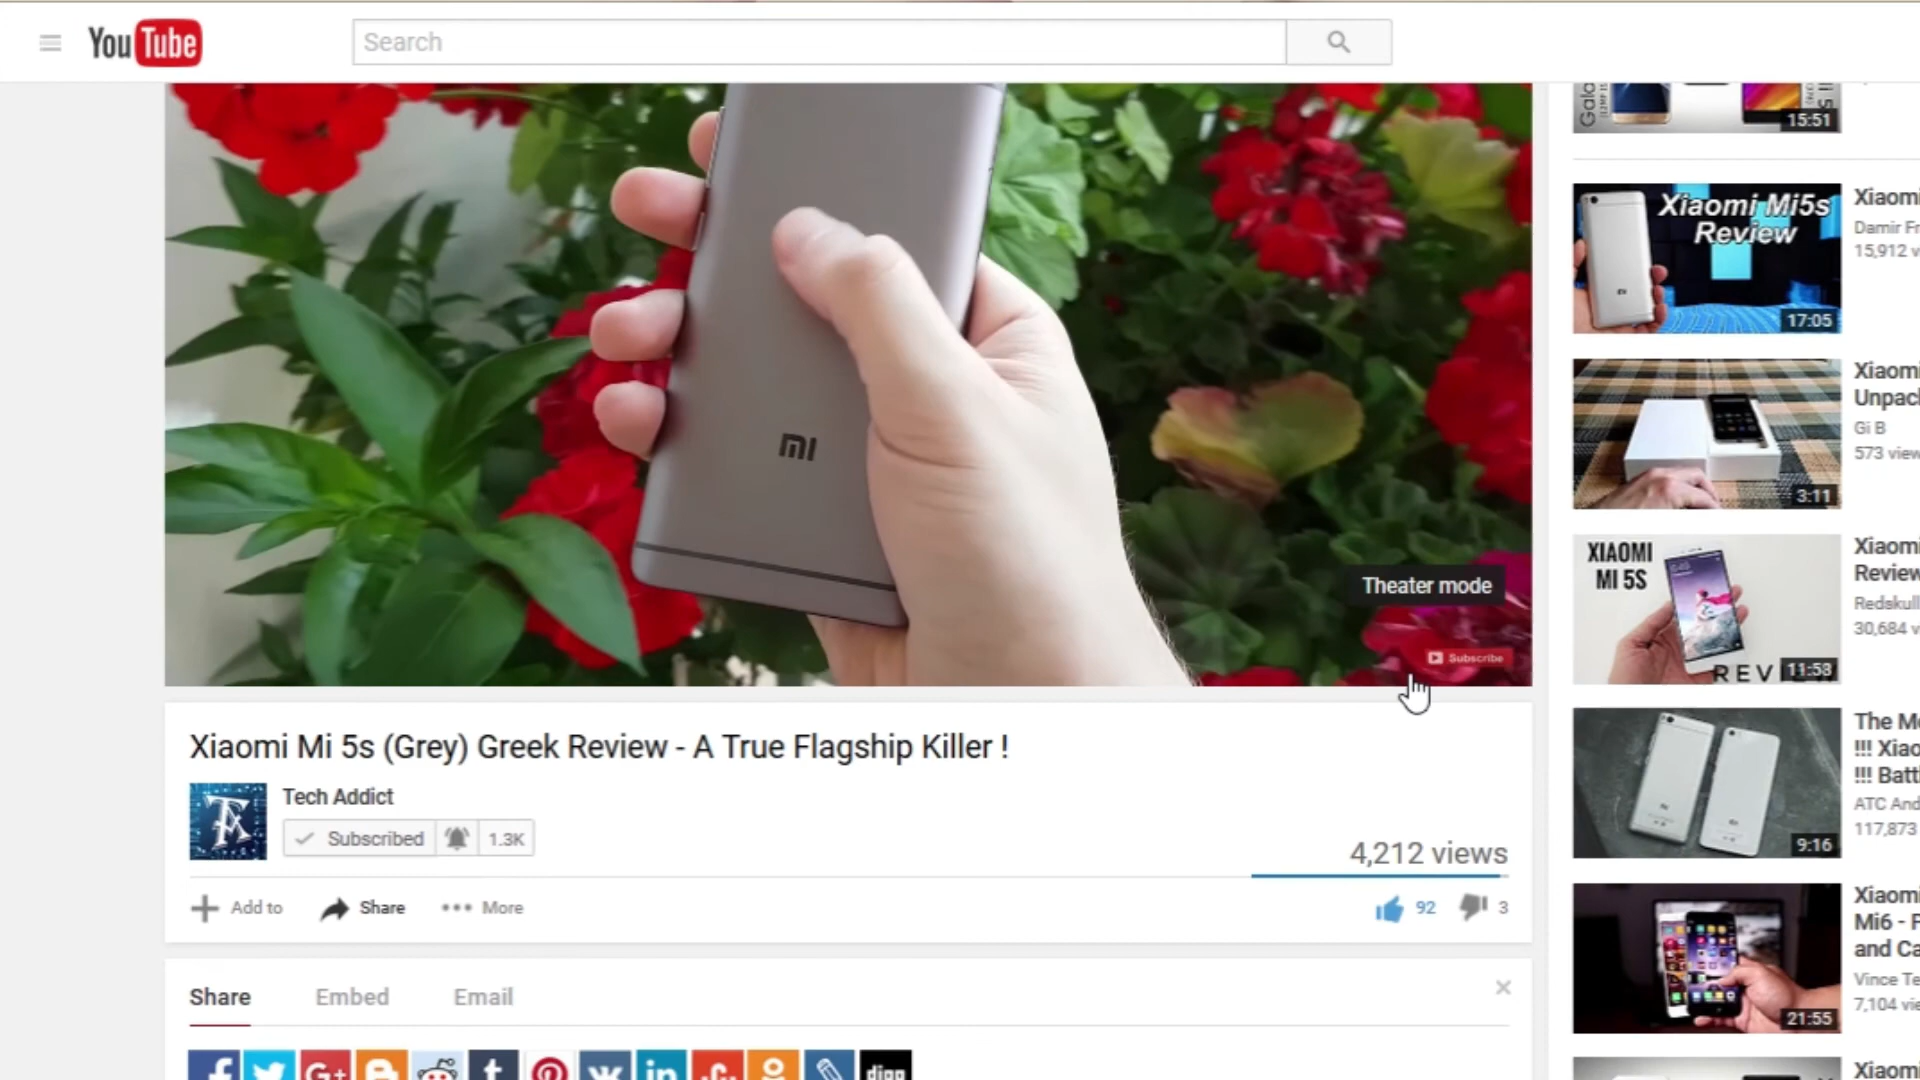 YouTube
Search
Theater mode
Subscribe
Xiaomi Mi 5s (Grey) Greek Review - A True Flagship Killer !
Tech Addict
Subscribed
1.3K
4,212 views
Add to
Share
More
92
3
Share
Embed
Email
G+
t
in
digg
15:51
Xiaomi Mi5s
Review
17:05
Xiaomi
Damir Fr
15,912 v
3:11
Xiaomi
Unpack
Gi B
573 view
XIAOMI
MI 5S
11:58
Xiaomi
Review
Redskull
30,684 v
9:16
The Mo
!!! Xiao
!!! Batt
ATC And
117,873
21:55
Xiaomi
Mi6 - F
and Ca
Vince Te
7,104 vie
Xiaomi